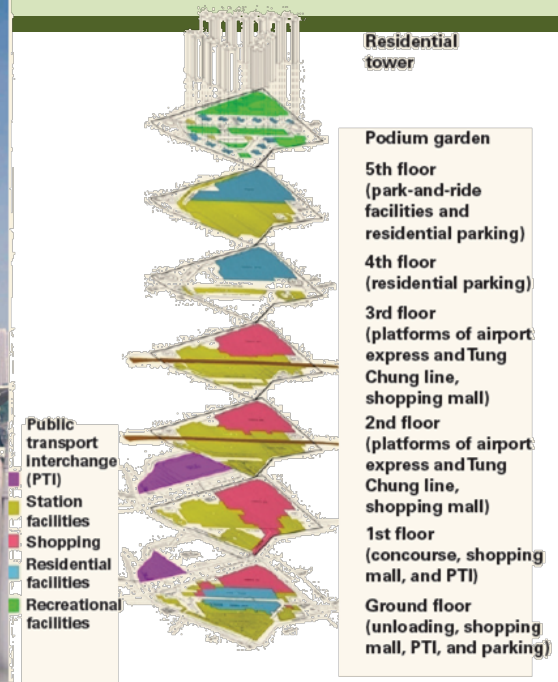 Residential
tower
Podium garden
5th floor
(park-and-ride
facilities and
residential parking)
4th floor
(residential parking)
3rd floor
(platforms of airport
express and Tung
Chung line,
shopping mall)
2nd floor
(platforms of airport
express and Tung
Chung line,
shopping mall)
1st floor
(concourse, shopping
mall, and PTI)
Ground floor
(unloading, shopping
mall, PTI, and parking)
Public
transport
interchange
(PTI)
Station
facilities
Shopping
Residential
facilities
Recreational
facilities